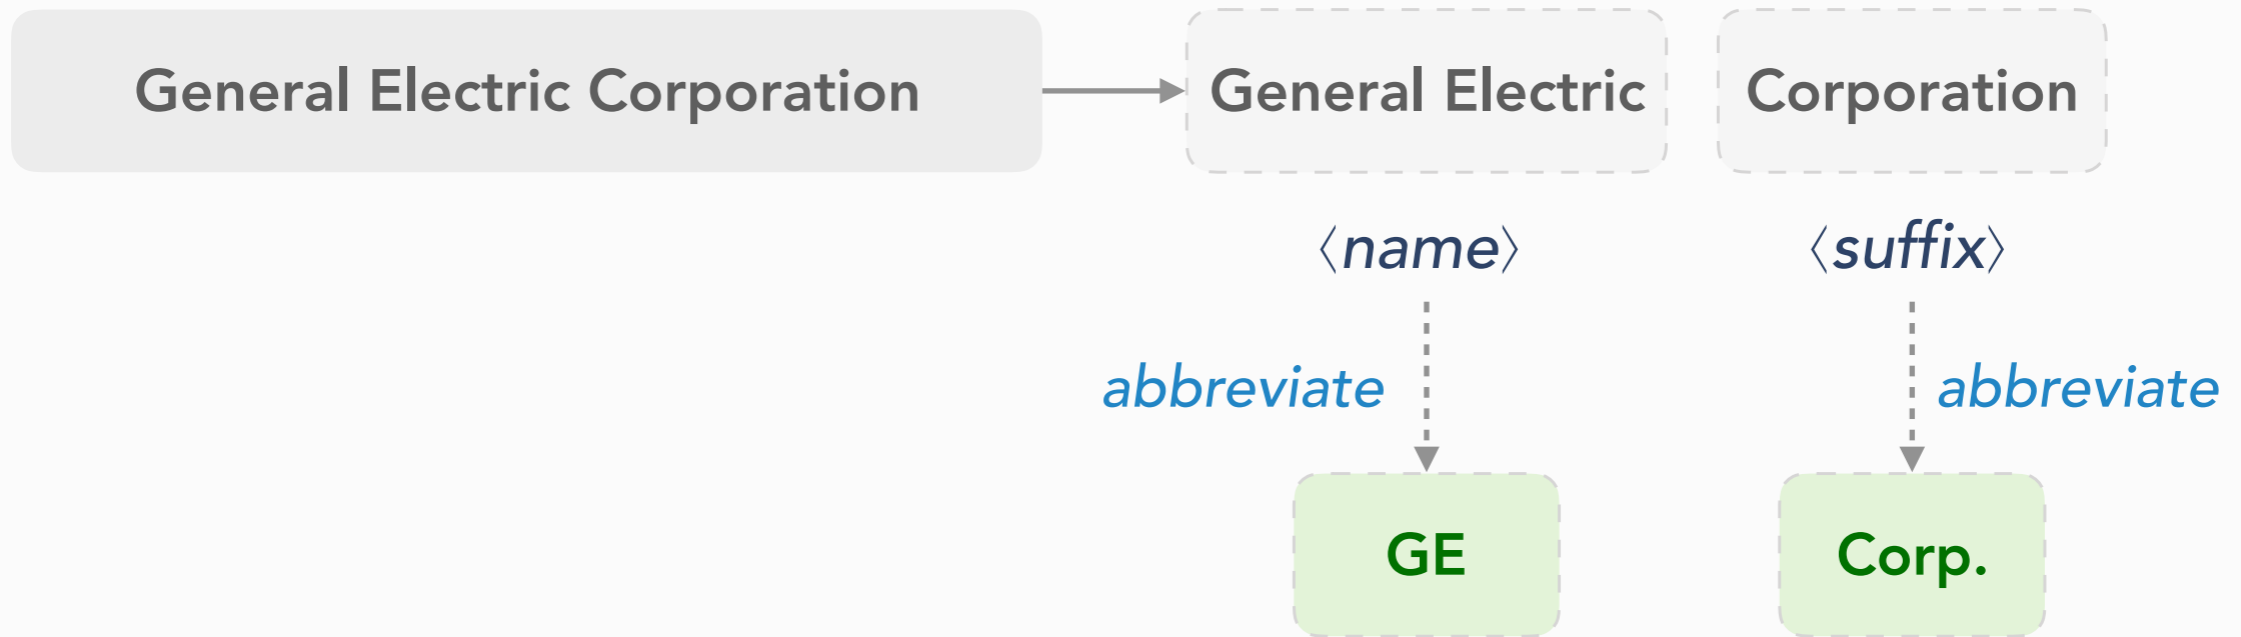 General Electric Corporation
General Electric
Corporation
⟨name⟩
⟨suffix⟩
abbreviate
abbreviate
GE
Corp.